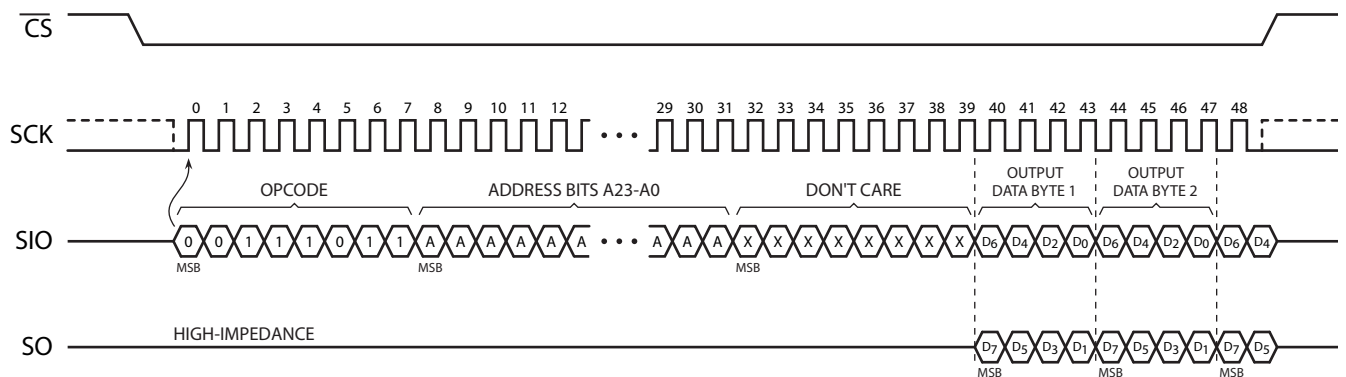 CS
SCK 0 1 2 3 4 5 6 7 8 9 10 11 12 • • • 29 30 31 32 33 34 35 36 37 38 39 40 41 42 43 44 45 46 47 48
OPCODE ADDRESS BITS A23-A0 DON'T CARE OUTPUT DATA BYTE 1 OUTPUT DATA BYTE 2
SIO 0 0 1 1 1 0 1 1 A A A A A A • • • A A A X X X X X X X X D6 D4 D2 D0 D6 D4 D2 D0 D6 D4
MSB MSB MSB
HIGH-IMPEDANCE
SO D7 D5 D3 D1 D7 D5 D3 D1 D7 D5
MSB MSB MSB